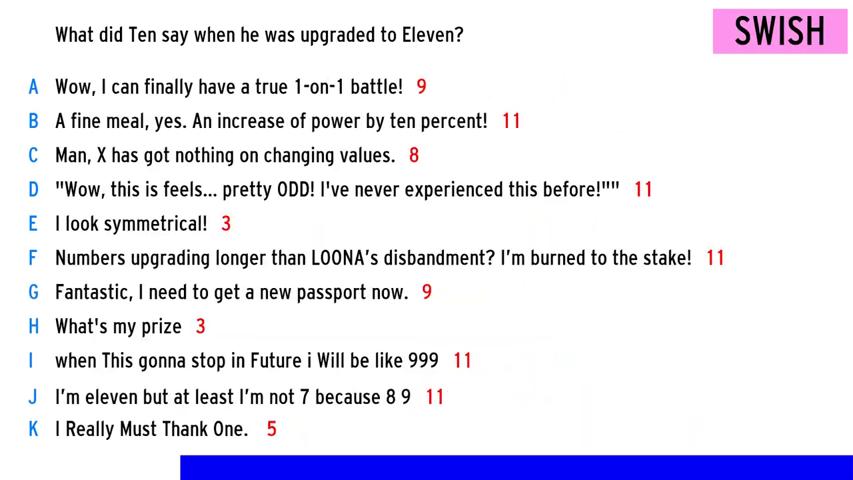 What did Ten say when he was upgraded to Eleven?
SWISH
A Wow, I can finally have a true 1-on-1 battle! 9
B A fine meal, yes. An increase of power by ten percent! 11
C Man, X has got nothing on changing values. 8
D "Wow, this is feels... pretty ODD! I've never experienced this before!"" 11
E I look symmetrical! 3
F Numbers upgrading longer than LOONA's disbandment? I'm burned to the stake! 11
G Fantastic, I need to get a new passport now. 9
H What's my prize 3
I when This gonna stop in Future i Will be like 999 11
J I'm eleven but at least I'm not 7 because 8 9 11
K I Really Must Thank One. 5